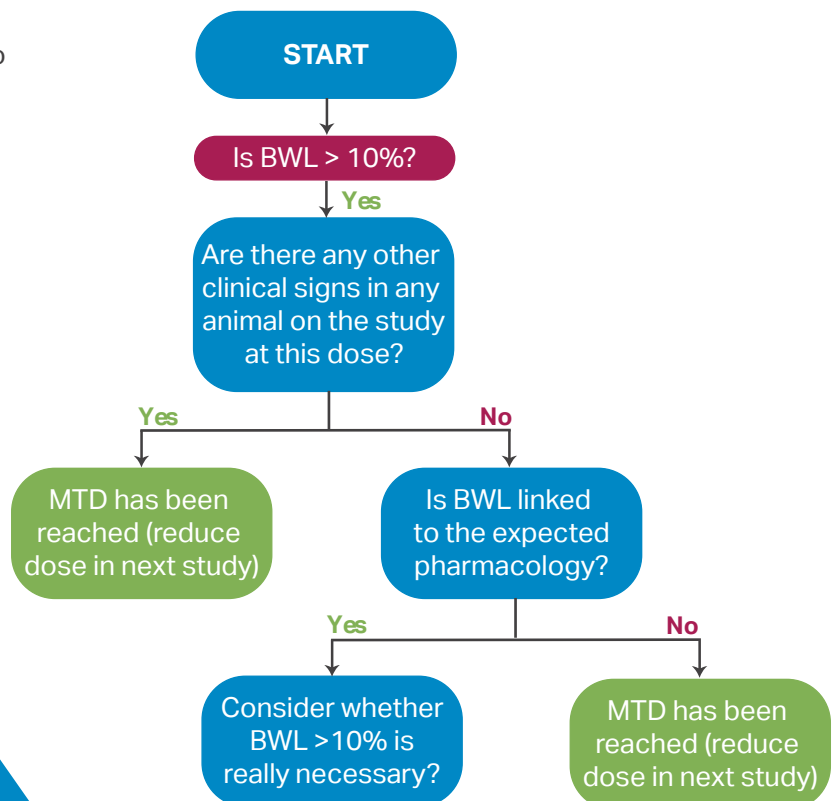 START
Is BWL > 10%?
Yes
Are there any other
clinical signs in any
animal on the study
at this dose?
Yes
No
MTD has been
reached (reduce
dose in next study)
Is BWL linked
to the expected
pharmacology?
Yes
No
Consider whether
BWL >10% is
really necessary?
MTD has been
reached (reduce
dose in next study)